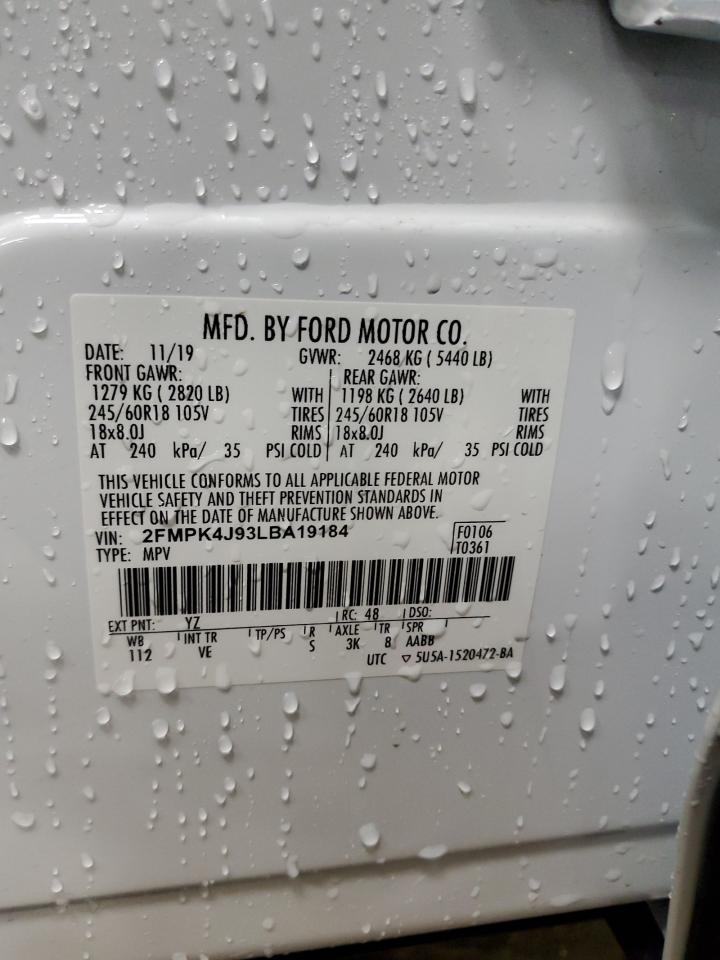 MFD. BY FORD MOTOR CO.
DATE: 11/19 GVWR: 2468 KG ( 5440 LB)
FRONT GAWR: REAR GAWR:
1279 KG ( 2820 LB) WITH 1198 KG ( 2640 LB) WITH
245/60R18 105V TIRES 245/60R18 105V TIRES
18x8.0J RIMS 18x8.0J RIMS
AT 240 kPa/ 35 PSI COLD AT 240 kPa/ 35 PSI COLD
THIS VEHICLE CONFORMS TO ALL APPLICABLE FEDERAL MOTOR
VEHICLE SAFETY AND THEFT PREVENTION STANDARDS IN
EFFECT ON THE DATE OF MANUFACTURE SHOWN ABOVE.
VIN: 2FMPK4J93LBA19184 F0106
TYPE: MPV T0361
EXT PNT: YZ RC: 48 DSO:
WB INT TR TP/PS R AXLE TR SPR
112 VE S 3K 8 AABB
UTC ▽ 5U5A-1520472-BA